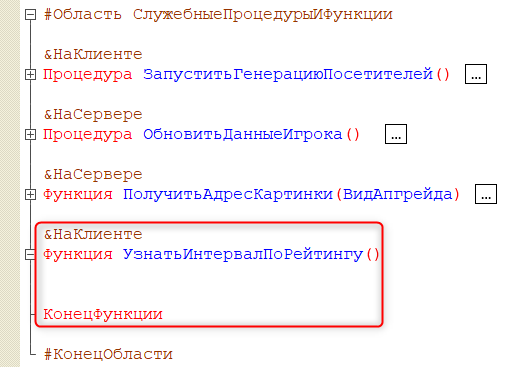 #Область СлужебныеПроцедурыИФункции
&НаКлиенте
Процедура ЗапуститьГенерациюПосетителей() ...
&НаСервере
Процедура ОбновитьДанныеИгрока() ...
&НаСервере
Функция ПолучитьАдресКартинки(ВидАпгрейда) ...
&НаКлиенте
Функция УзнатьИнтервалПоРейтингу()
КонецФункции
#КонецОбласти